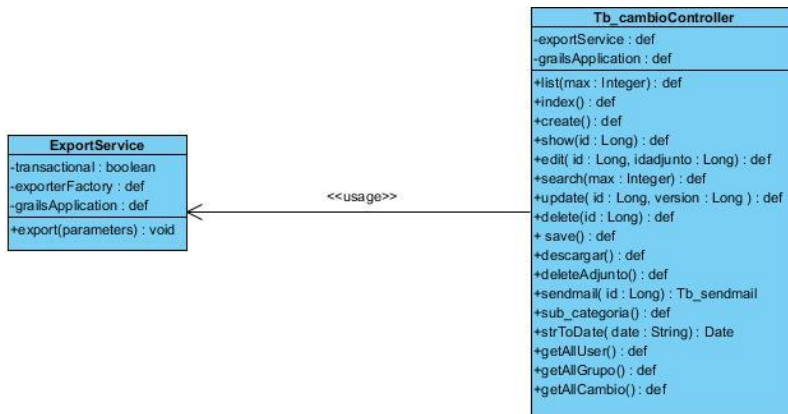 ExportService
-transactional : boolean
-exporterFactory : def
-grailsApplication : def
+export(parameters) : void
<<usage>>
Tb_cambioController
-exportService : def
-grailsApplication : def
+list(max : Integer) : def
+index() : def
+create() : def
+show(id : Long) : def
+edit( id : Long, idadjunto : Long) : def
+search(max : Integer) : def
+update( id : Long, version : Long ) : def
+delete(id : Long) : def
+ save() : def
+descargar() : def
+deleteAdjunto() : def
+sendmail( id : Long) : Tb_sendmail
+sub_categoria() : def
+strToDate( date : String) : Date
+getAllUser() : def
+getAllGrupo() : def
+getAllCambio() : def